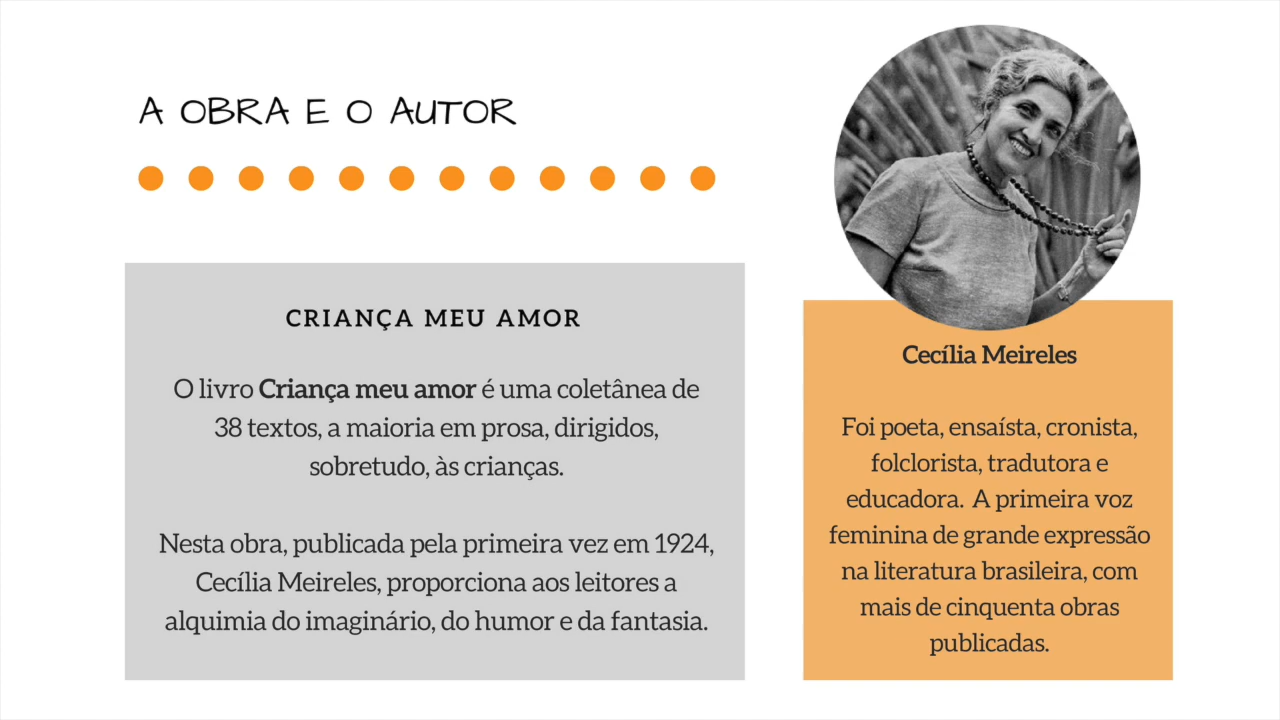 A OBRA E O AUTOR
CRIANÇA MEU AMOR
O livro Criança meu amor é uma coletânea de
38 textos, a maioria em prosa, dirigidos,
sobretudo, às crianças.
Nesta obra, publicada pela primeira vez em 1924,
Cecília Meireles, proporciona aos leitores a
alquimia do imaginário, do humor e da fantasia.
Cecília Meireles
Foi poeta, ensaísta, cronista,
folclorista, tradutora e
educadora. A primeira voz
feminina de grande expressão
na literatura brasileira, com
mais de cinquenta obras
publicadas.